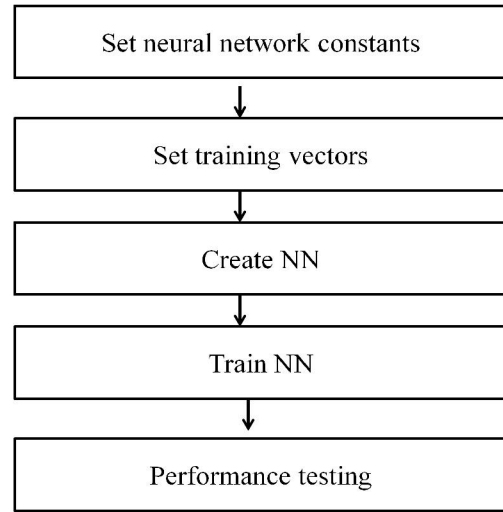 Set neural network constants
Set training vectors
Create NN
Train NN
Performance testing